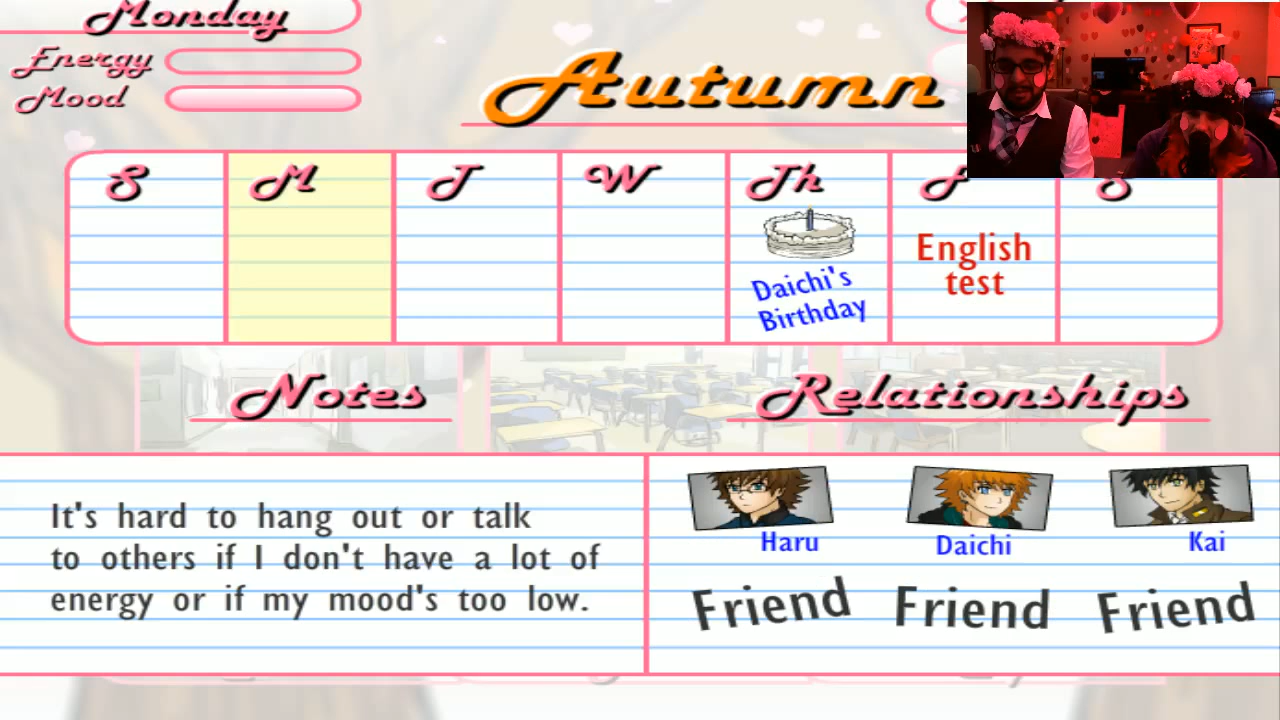 Monday
Energy
Mood
Autumn
S M T W Th
Daichi's
Birthday
English
test
Notes
Relationships
It's hard to hang out or talk
to others if I don't have a lot of
energy or if my mood's too low.
Haru Daichi Kai
Friend Friend Friend